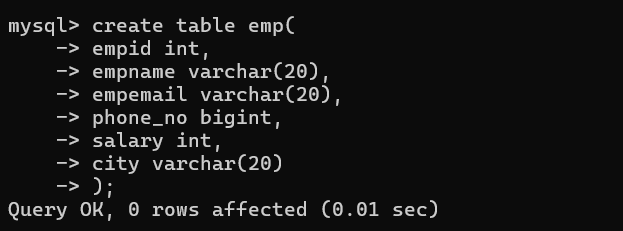 mysql> create table emp(
    -> empid int,
    -> empname varchar(20),
    -> empemail varchar(20),
    -> phone_no bigint,
    -> salary int,
    -> city varchar(20)
    -> );
Query OK, 0 rows affected (0.01 sec)